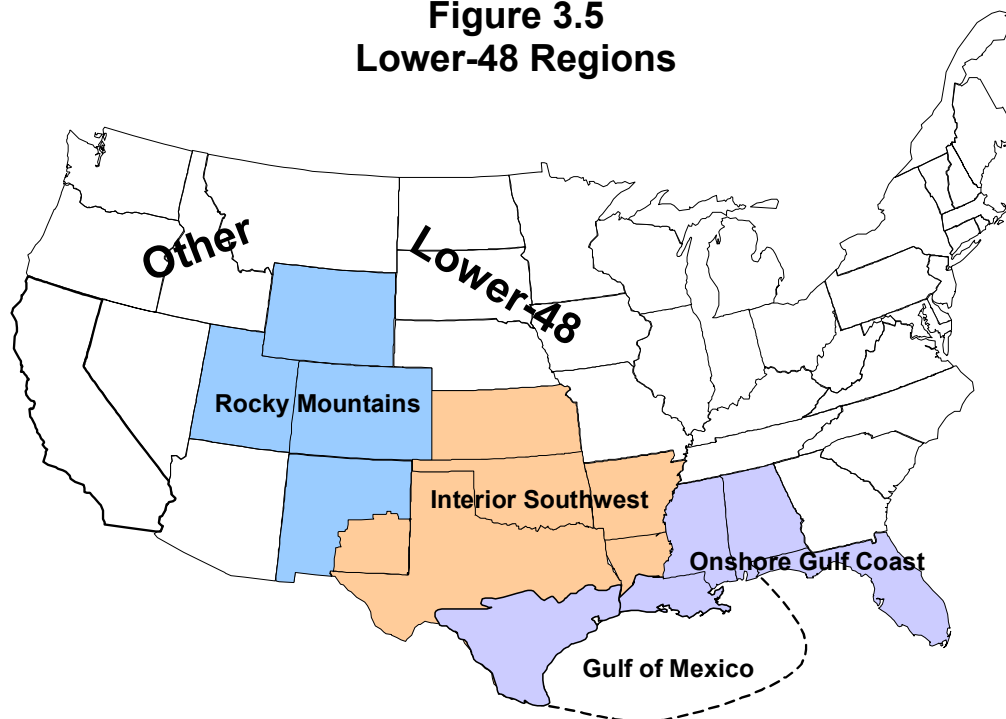 Figure 3.5
Lower-48 Regions
Other
Lower-48
Rocky Mountains
Interior Southwest
Onshore Gulf Coast
Gulf of Mexico